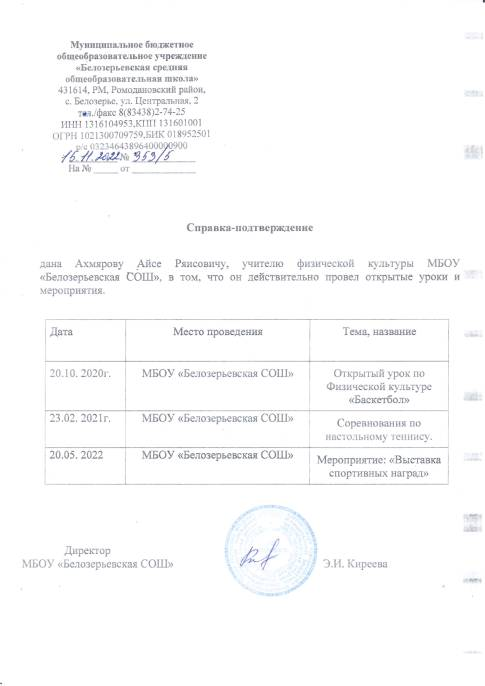 Муниципальное бюджетное
общеобразовательное учреждение
«Белозерьевская средняя
общеобразовательная школа»
431614, РМ, Ромодановский район,
с. Белозерье, ул. Центральная, 2
тел./факс 8(83438)2-74-25
ИНН 1316104953,КПП 131601001
ОГРН 1021300709759,БИК 018952501
р/с 03234643896400000900
15.11.2022 № 353/5
На № _____ от _____________
Справка-подтверждение
дана Ахмярову Айсе Ряисовичу, учителю физической культуры МБОУ
«Белозерьевская СОШ», в том, что он действительно провел открытые уроки и
мероприятия.
Дата Место проведения Тема, название
20.10. 2020г. МБОУ «Белозерьевская СОШ» Открытый урок по
Физической культуре
«Баскетбол»
23.02. 2021г. МБОУ «Белозерьевская СОШ» Соревнования по
настольному теннису.
20.05. 2022 МБОУ «Белозерьевская СОШ» Мероприятие: «Выставка
спортивных наград»
Директор
МБОУ «Белозерьевская СОШ» Э.И. Киреева